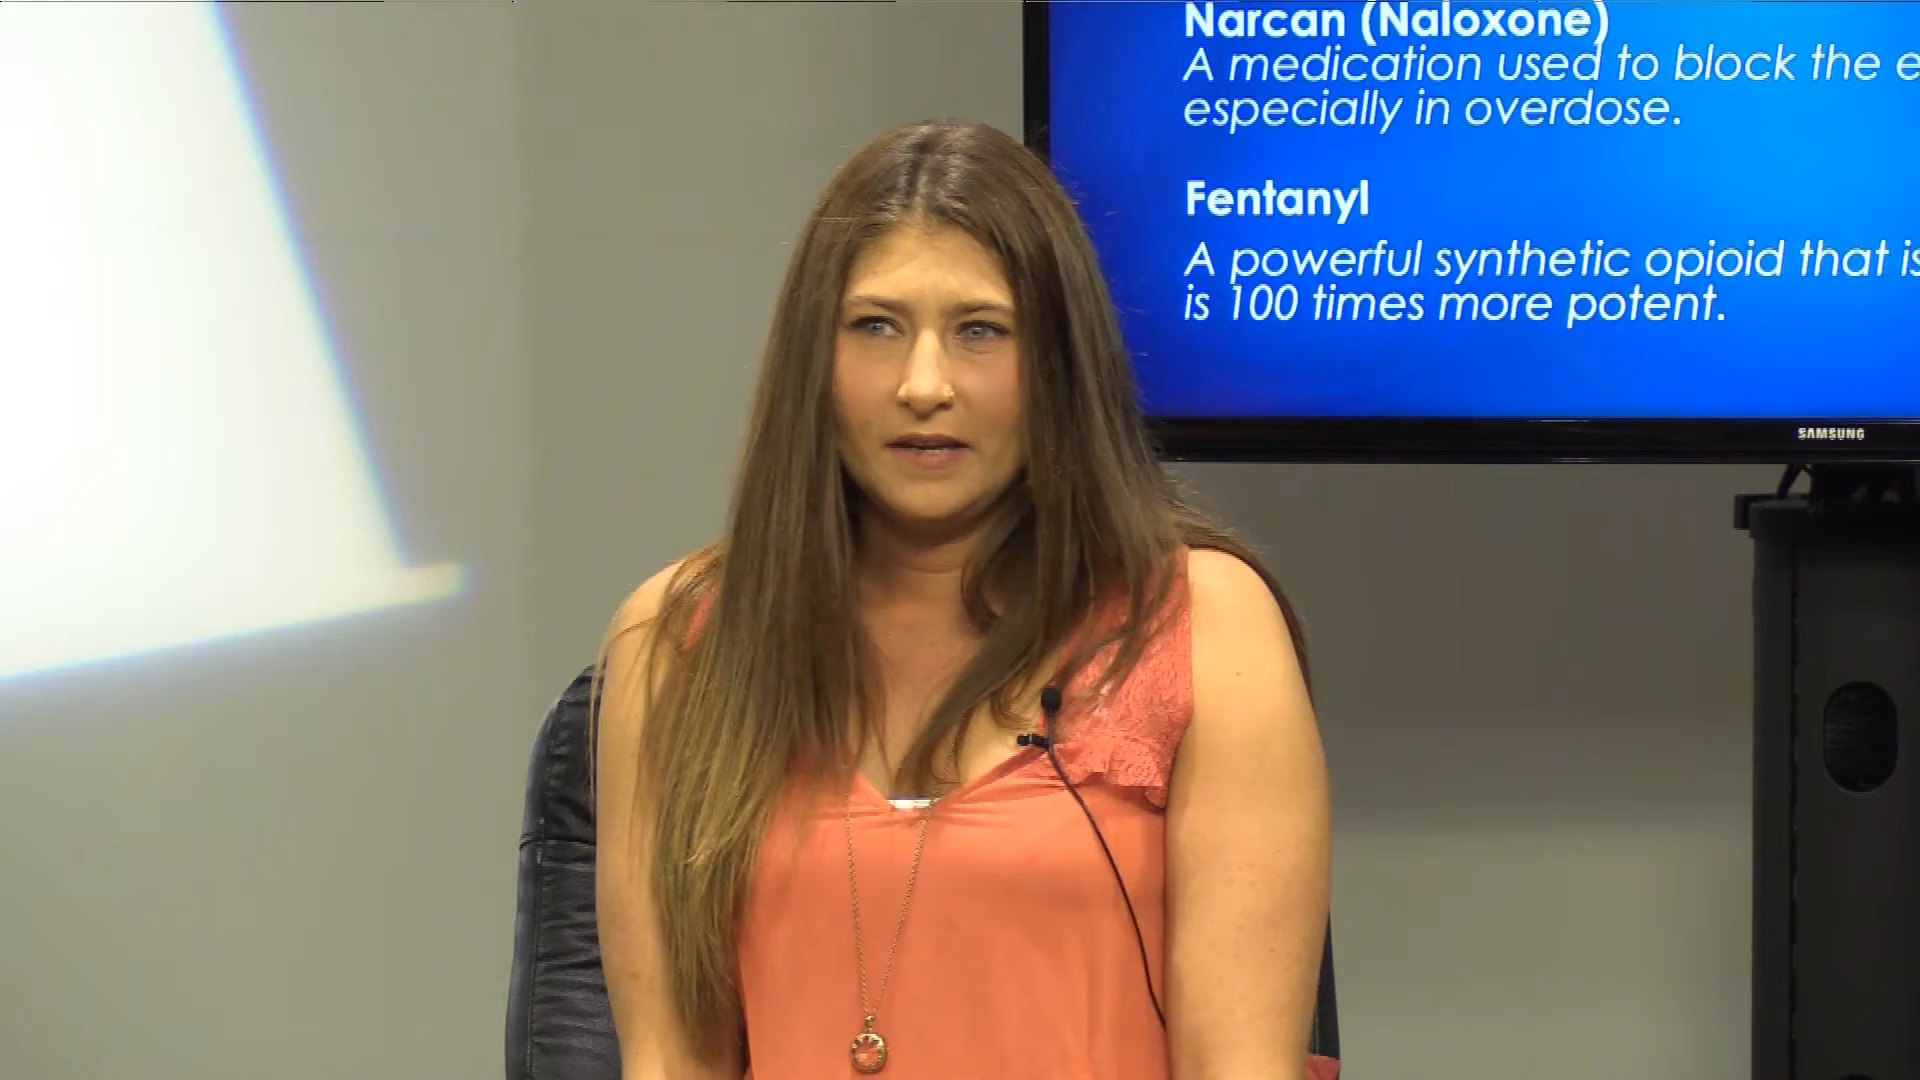 Narcan (Naloxone)
A medication used to block the e
especially in overdose.
Fentanyl
A powerful synthetic opioid that is
is 100 times more potent.
SAMSUNG